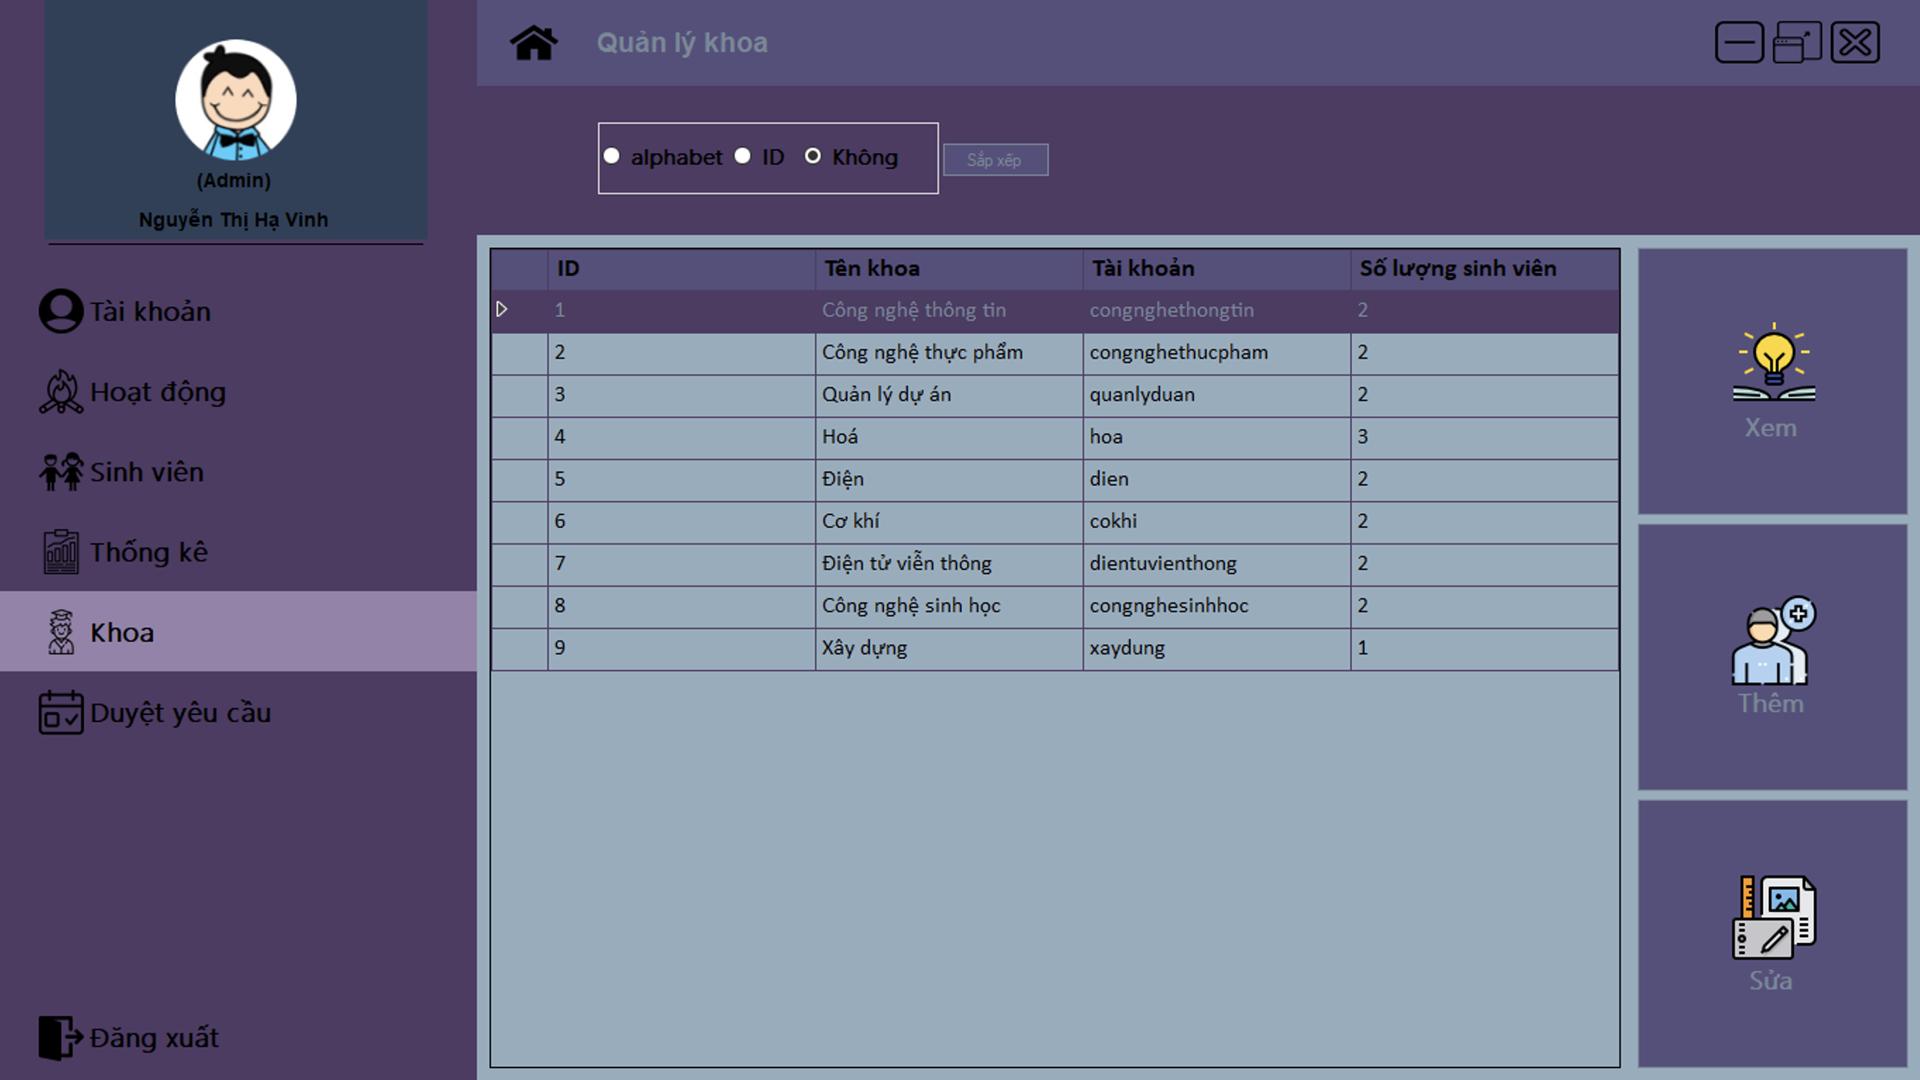 (Admin)
Nguyễn Thị Hạ Vinh
Tài khoản
Hoạt động
Sinh viên
Thống kê
Khoa
Duyệt yêu cầu
Đăng xuất
Quản lý khoa
alphabet ID Không Sắp xếp
ID Tên khoa Tài khoản Số lượng sinh viên
1 Công nghệ thông tin congnghethongtin 2
2 Công nghệ thực phẩm congnghethucpham 2
3 Quản lý dự án quanlyduan 2
4 Hoá hoa 3
5 Điện dien 2
6 Cơ khí cokhi 2
7 Điện tử viễn thông dientuvienthong 2
8 Công nghệ sinh học congnghesinhhoc 2
9 Xây dựng xaydung 1
Xem
Thêm
Sửa